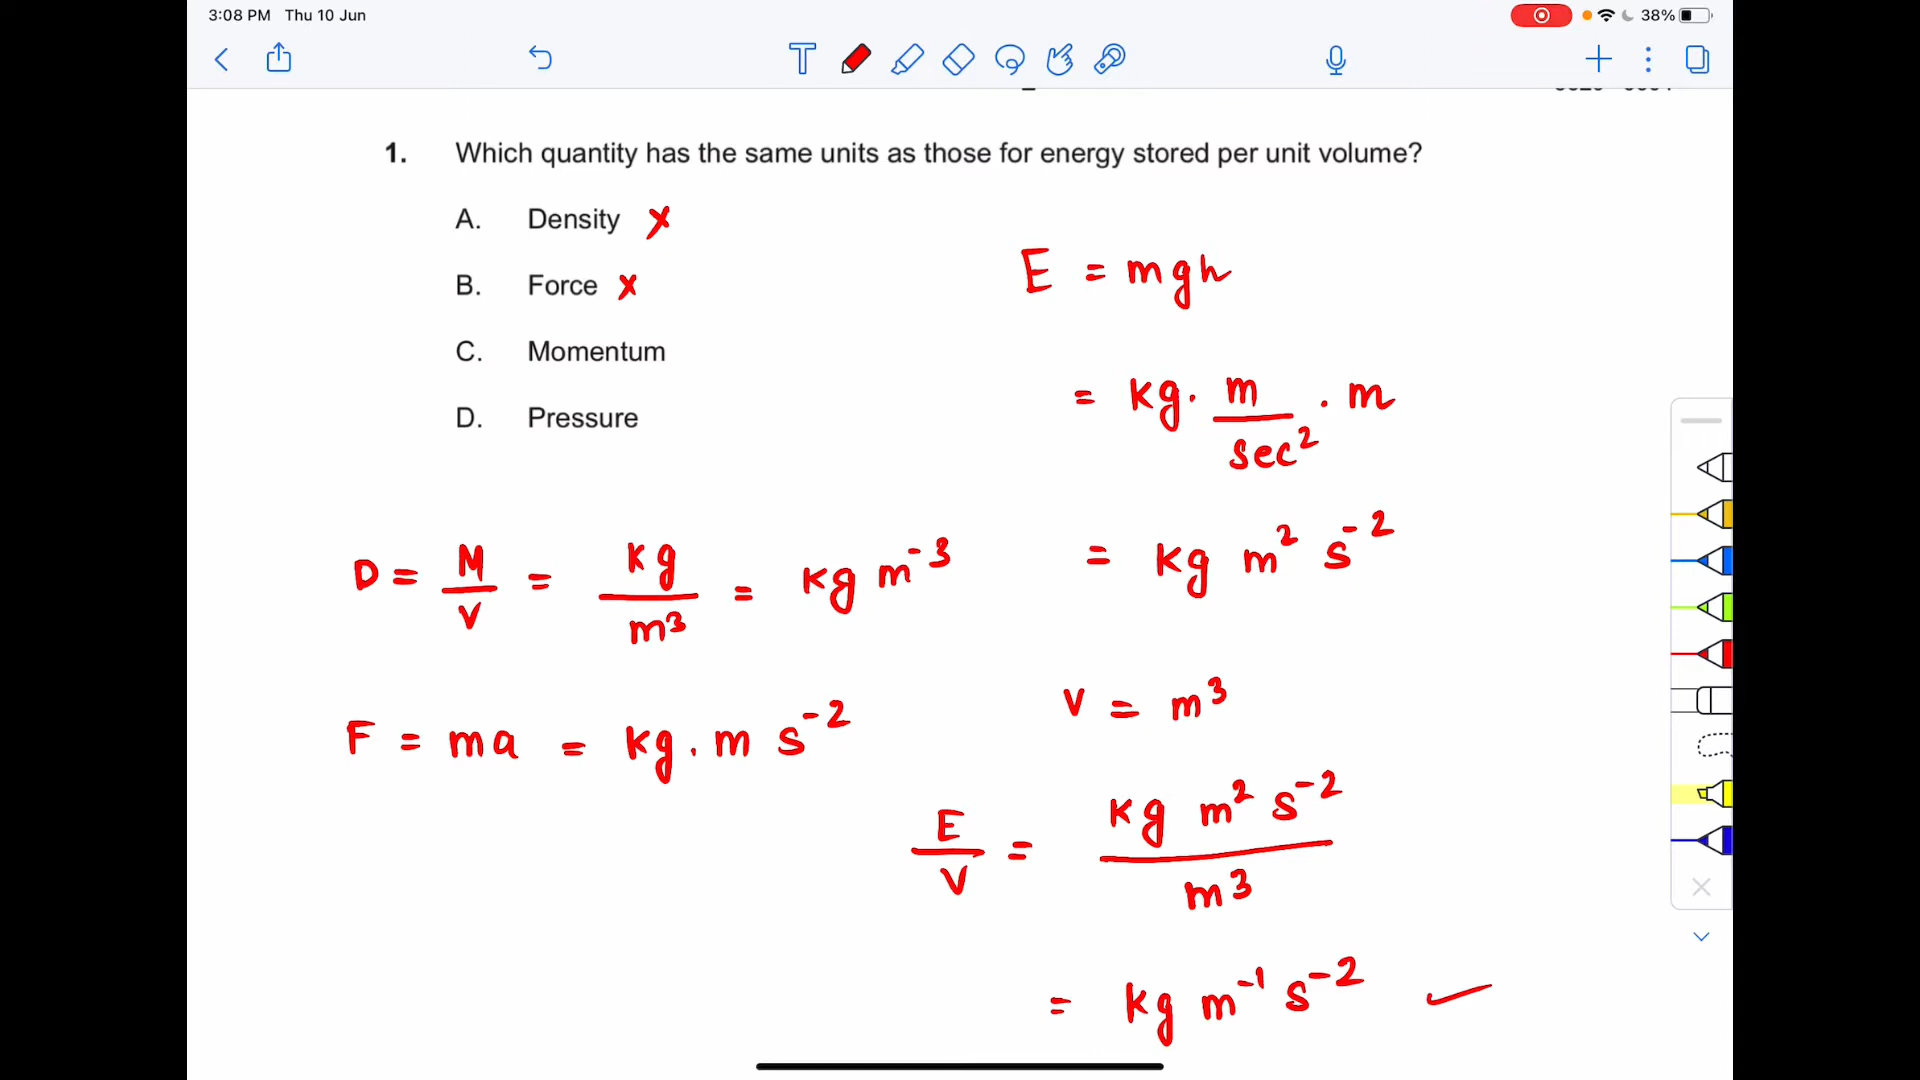 3:08 PM Thu 10 Jun
38%
1. Which quantity has the same units as those for energy stored per unit volume?
A. Density x
B. Force x
C. Momentum
D. Pressure
E = mgh
= kg . m / sec² . m
= kg m² s⁻²
D = M / V = kg / m³ = kg m⁻³
V = m³
F = ma = kg . m s⁻²
E / V = kg m² s⁻² / m³
= kg m⁻¹ s⁻² ✓